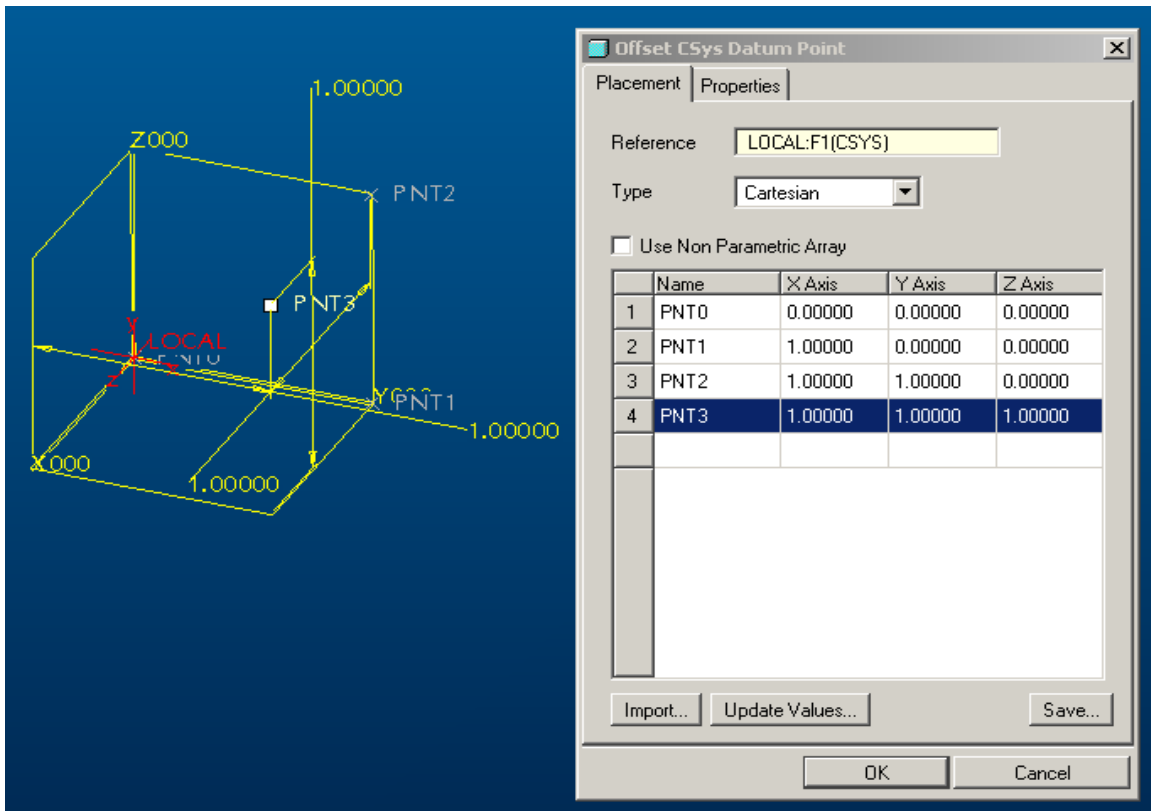 1.00000
Z000
PNT2
PNT3
Y
LOCAL
PNT0
Z
PNT1
1.00000
X000
1.00000
Offset CSys Datum Point
Placement Properties
Reference LOCAL:F1(CSYS)
Type Cartesian
Use Non Parametric Array
Name X Axis Y Axis Z Axis
1 PNT0 0.00000 0.00000 0.00000
2 PNT1 1.00000 0.00000 0.00000
3 PNT2 1.00000 1.00000 0.00000
4 PNT3 1.00000 1.00000 1.00000
Import... Update Values... Save...
OK Cancel